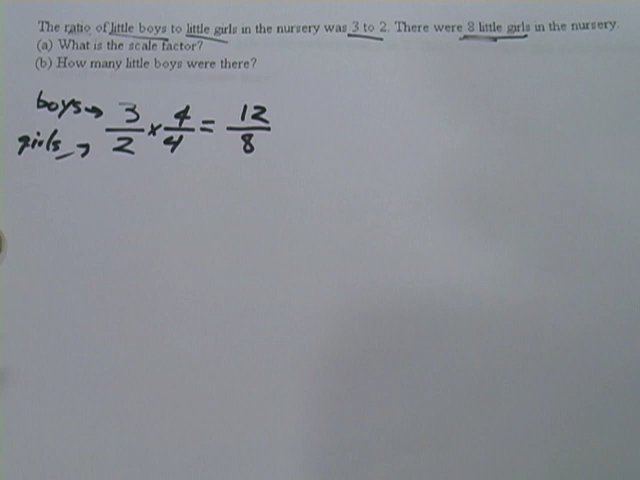 The ratio of little boys to little girls in the nursery was 3 to 2. There were 8 little girls in the nursery.
(a) What is the scale factor?
(b) How many little boys were there?
boys → 3/2 × 4/4 = 12/8
girls →